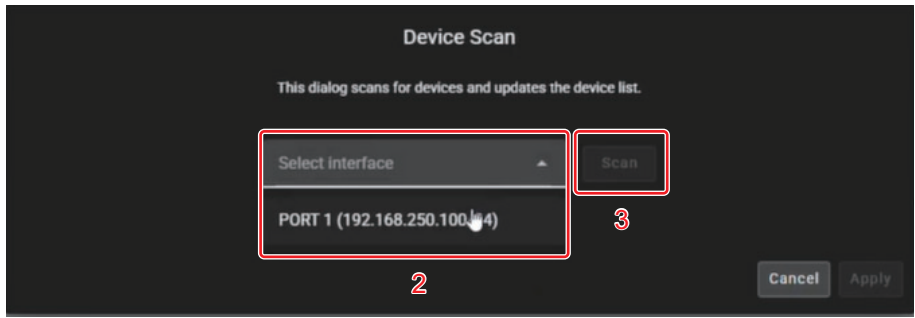 Device Scan
This dialog scans for devices and updates the device list.
Select interface
Scan
PORT 1 (192.168.250.100 4)
3
2
Cancel
Apply